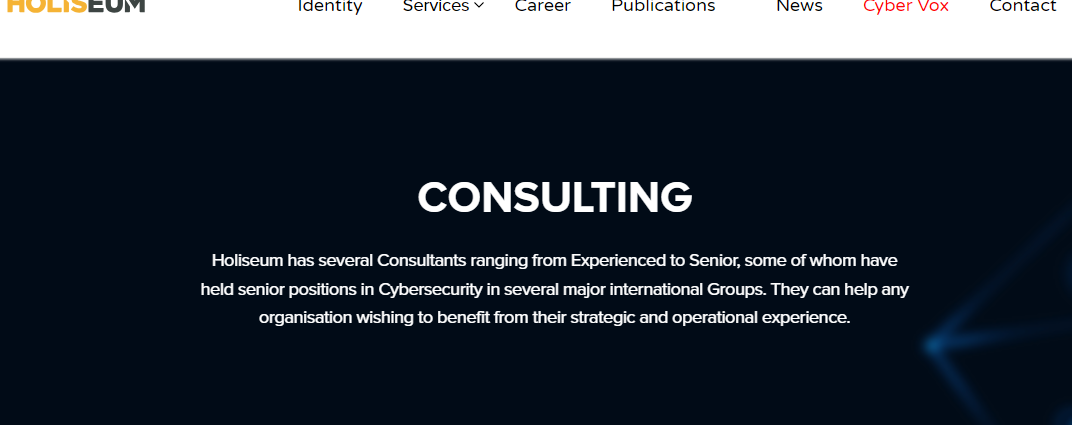 HOLISEUM Identity Services Career Publications News Cyber Vox Contact
CONSULTING
Holiseum has several Consultants ranging from Experienced to Senior, some of whom have
held senior positions in Cybersecurity in several major international Groups. They can help any
organisation wishing to benefit from their strategic and operational experience.